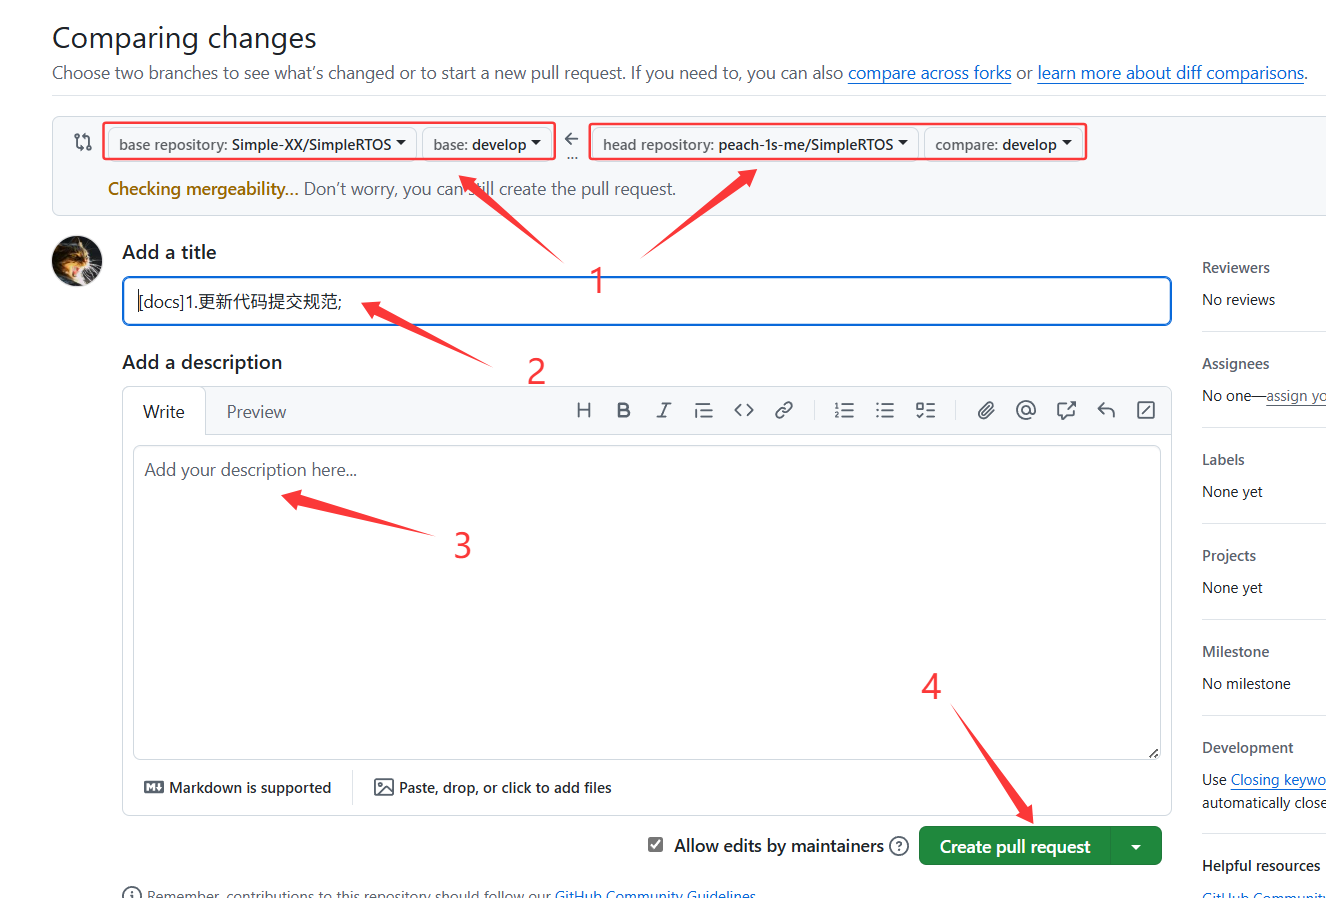 Comparing changes
Choose two branches to see what's changed or to start a new pull request. If you need to, you can also compare across forks or learn more about diff comparisons.
base repository: Simple-XX/SimpleRTOS base: develop ... head repository: peach-1s-me/SimpleRTOS compare: develop
Checking mergeability... Don't worry, you can still create the pull request.
1
Add a title
[docs]1.更新代码提交规范;
2
Add a description
Write Preview
Add your description here...
3
4
Markdown is supported Paste, drop, or click to add files
Allow edits by maintainers Create pull request
Remember, contributions to this repository should follow our GitHub Community Guidelines
Reviewers
No reviews
Assignees
No one—assign yo
Labels
None yet
Projects
None yet
Milestone
No milestone
Development
Use Closing keywo
automatically close
Helpful resources
GitHub Community